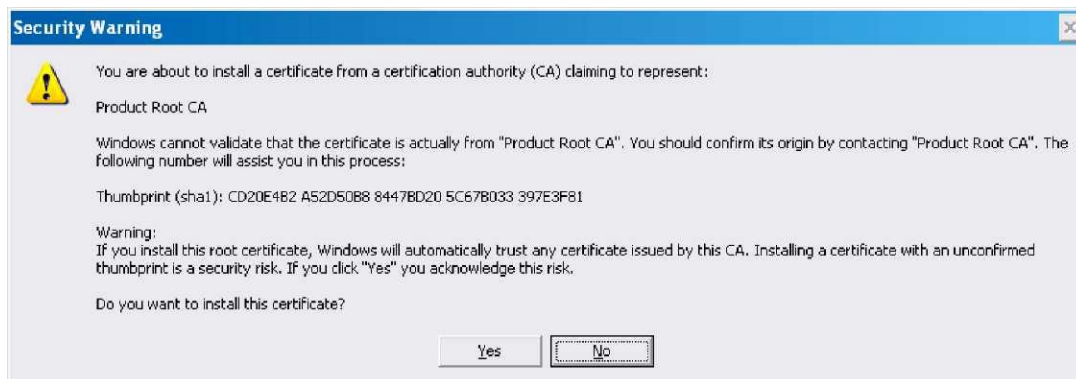 Security Warning
You are about to install a certificate from a certification authority (CA) claiming to represent:
Product Root CA
Windows cannot validate that the certificate is actually from "Product Root CA". You should confirm its origin by contacting "Product Root CA". The
following number will assist you in this process:
Thumbprint (sha1): CD20E4B2 A52D50B8 8447BD20 5C67B033 397E3F81
Warning:
If you install this root certificate, Windows will automatically trust any certificate issued by this CA. Installing a certificate with an unconfirmed
thumbprint is a security risk. If you click "Yes" you acknowledge this risk.
Do you want to install this certificate?
Yes
No